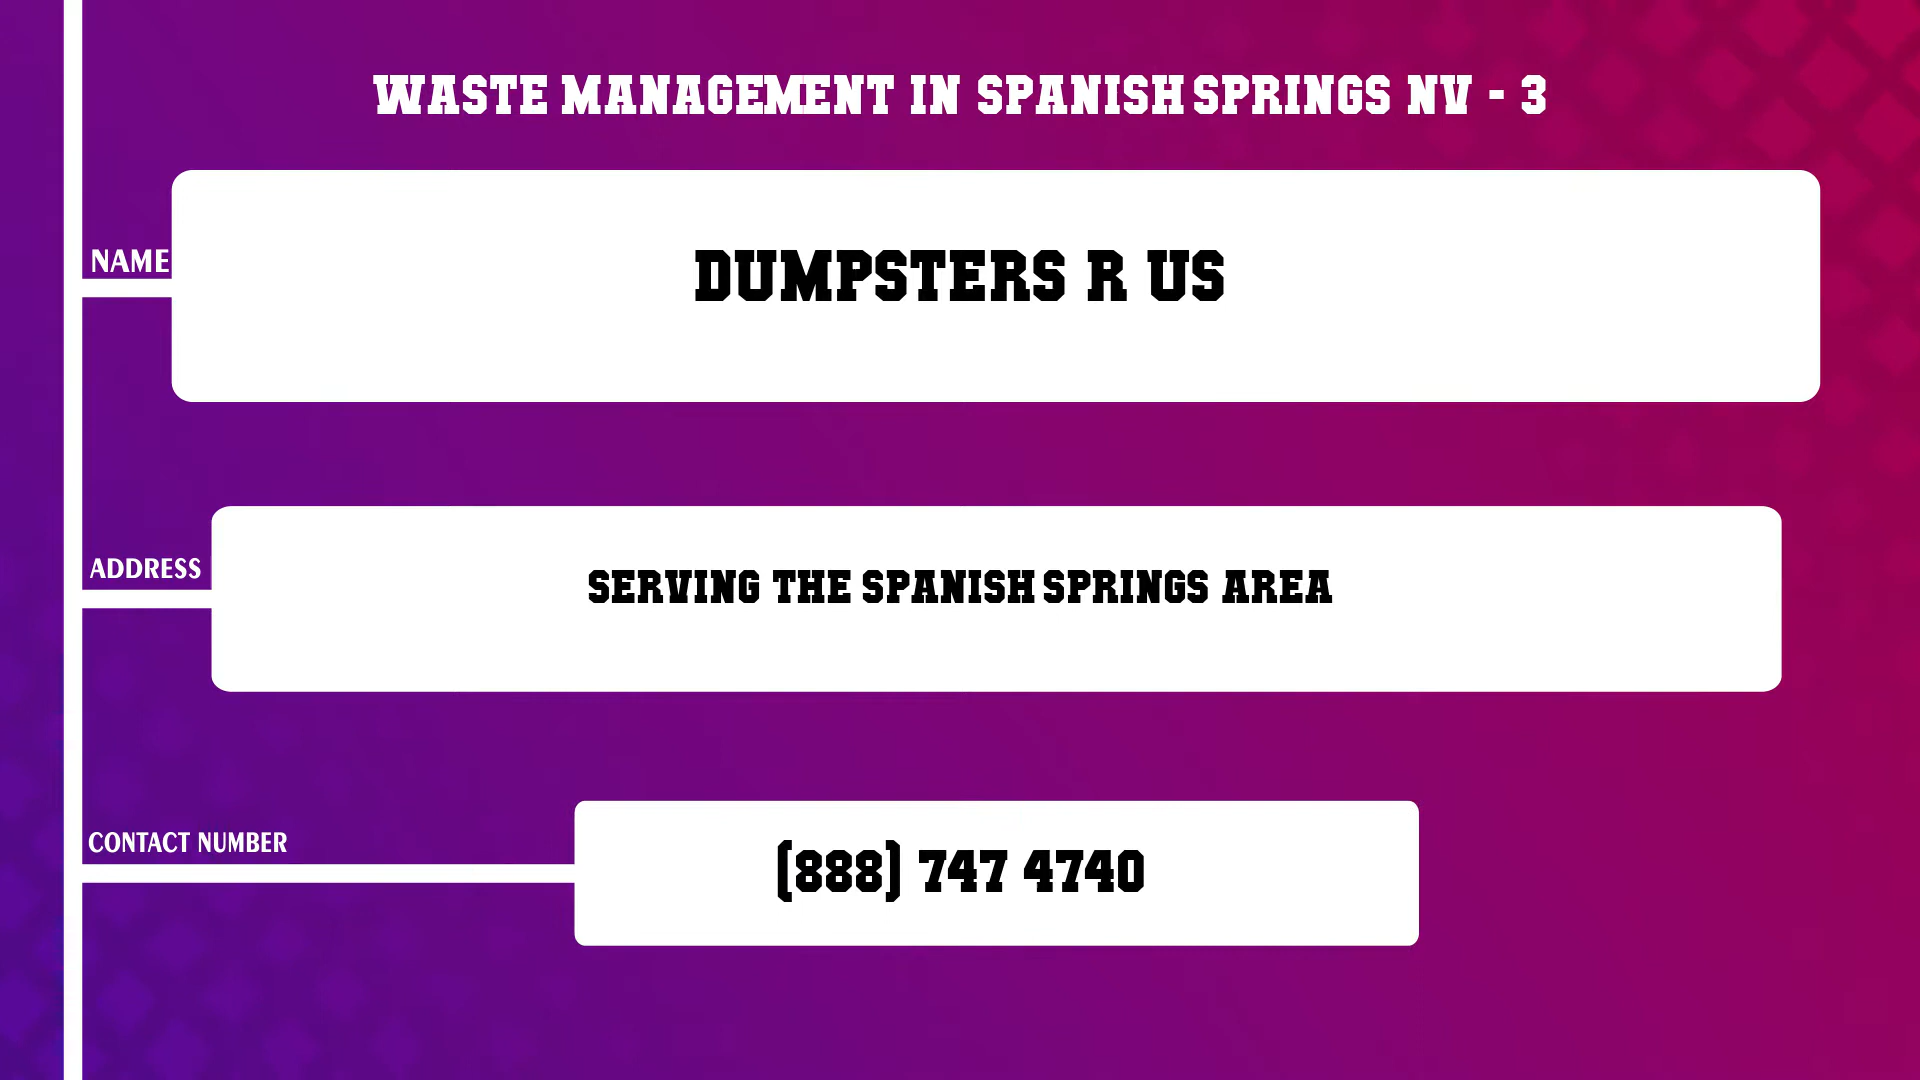 WASTE MANAGEMENT IN SPANISH SPRINGS NV - 3
NAME
DUMPSTERS R US
ADDRESS
SERVING THE SPANISH SPRINGS AREA
CONTACT NUMBER
(888) 747 4740